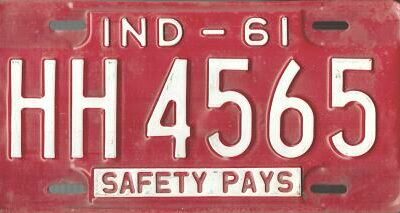 IND - 61
HH 4565
SAFETY PAYS